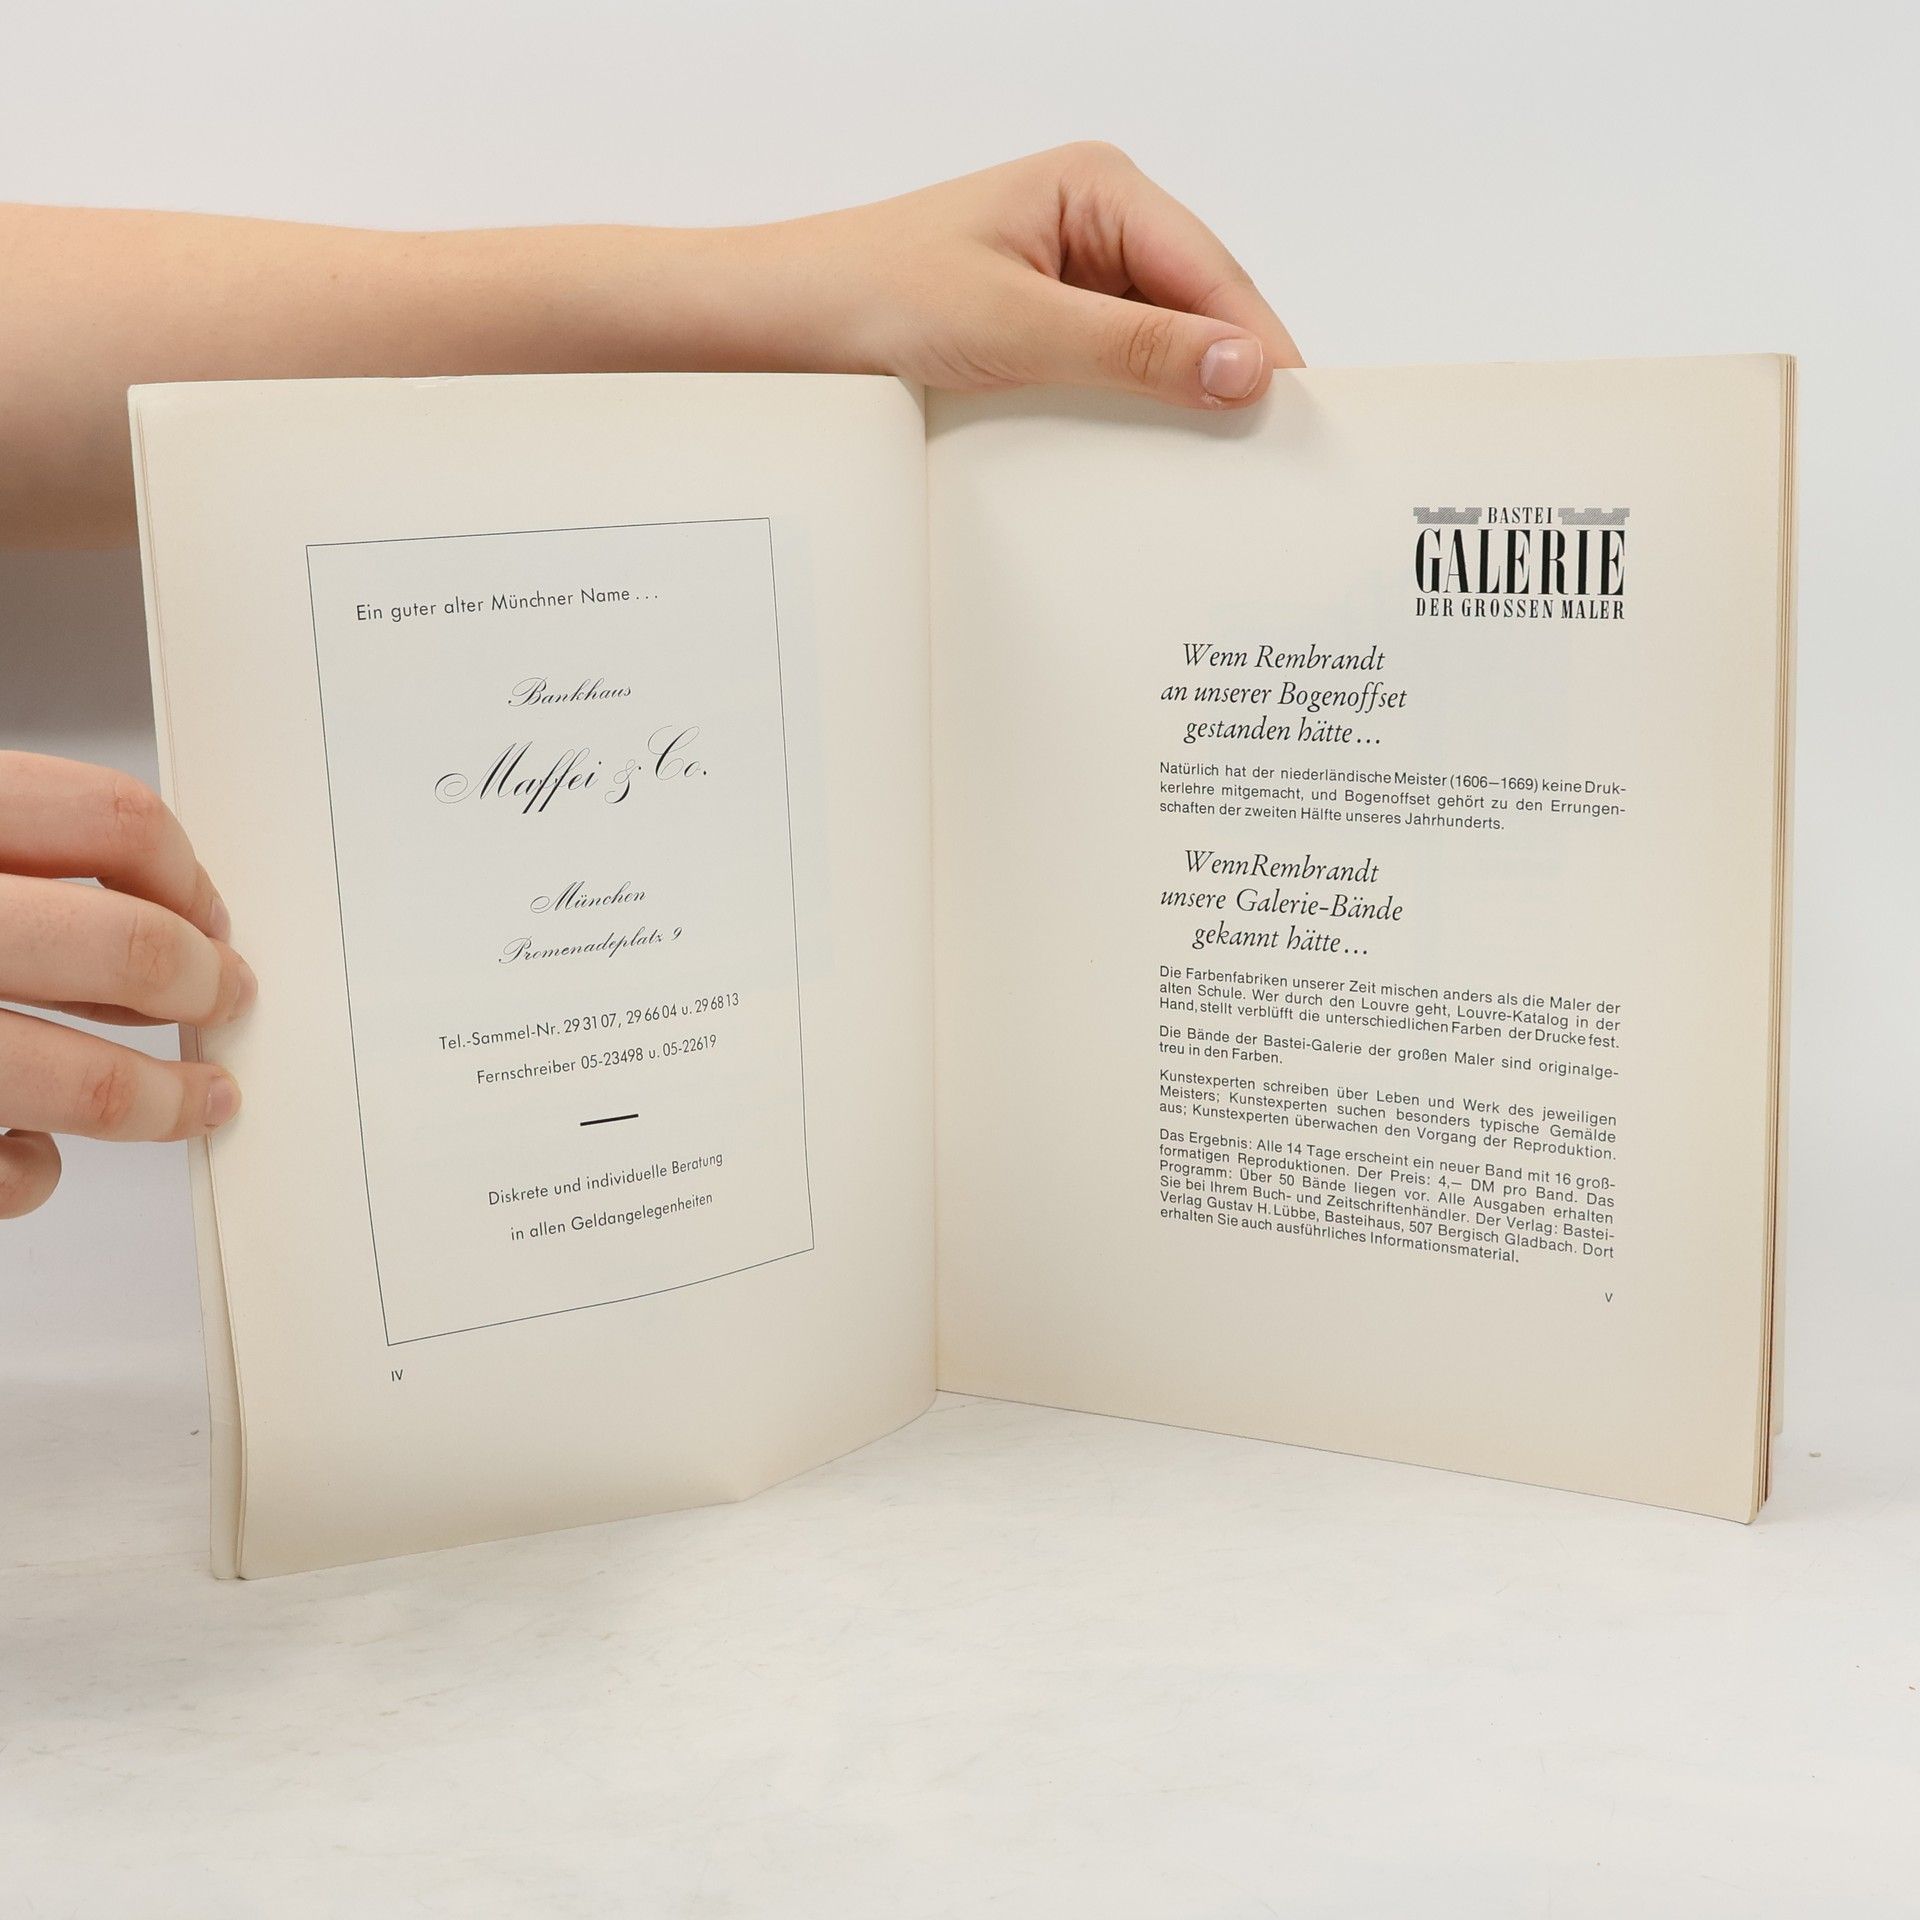 Ein guter alter Münchner Name...
Bankhaus
Maffei & Co.
München
Promenadeplatz 9
Tel.-Sammel-Nr. 29 31 07, 29 66 04 u. 29 68 13
Fernschreiber 05-23498 u. 05-22619
Diskrete und individuelle Beratung
in allen Geldangelegenheiten
IV
BASTEI
GALERIE
DER GROSSEN MALER
Wenn Rembrandt
an unserer Bogenoffset
gestanden hätte...
Natürlich hat der niederländische Meister (1606—1669) keine Druk-
kerlehre mitgemacht, und Bogenoffset gehört zu den Errungen-
schaften der zweiten Hälfte unseres Jahrhunderts.
Wenn Rembrandt
unsere Galerie-Bände
gekannt hätte...
Die Farbenfabriken unserer Zeit mischen anders als die Maler der
alten Schule. Wer durch den Louvre geht, Louvre-Katalog in der
Hand, stellt verblüfft die unterschiedlichen Farben der Drucke fest.
Die Bände der Bastei-Galerie der großen Maler sind originalge-
treu in den Farben.
Kunstexperten schreiben über Leben und Werk des jeweiligen
Meisters; Kunstexperten suchen besonders typische Gemälde
aus; Kunstexperten überwachen den Vorgang der Reproduktion.
Das Ergebnis: Alle 14 Tage erscheint ein neuer Band mit 16 groß-
formatigen Reproduktionen. Der Preis: 4,— DM pro Band. Das
Programm: Über 50 Bände liegen vor. Alle Ausgaben erhalten
Sie bei Ihrem Buch- und Zeitschriftenhändler. Der Verlag: Bastei-
Verlag Gustav H. Lübbe, Basteihaus, 507 Bergisch Gladbach. Dort
erhalten Sie auch ausführliches Informationsmaterial.
V